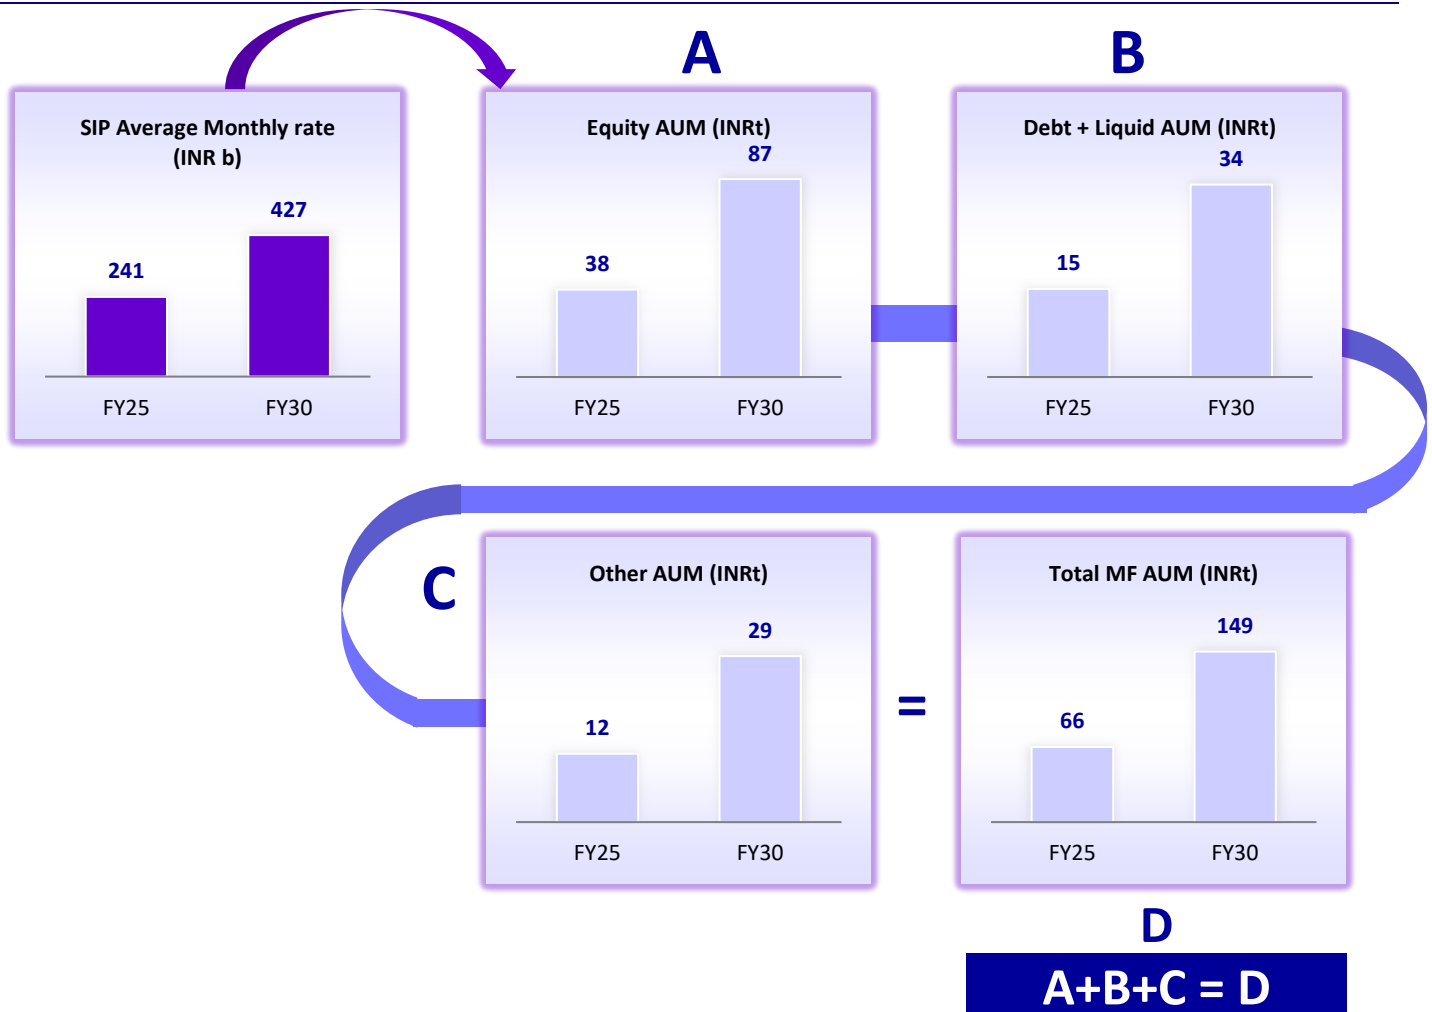 A
B
SIP Average Monthly rate
(INR b)
427
241
FY25 FY30
Equity AUM (INRt)
87
38
FY25 FY30
Debt + Liquid AUM (INRt)
34
15
FY25 FY30
C
Other AUM (INRt)
29
12
FY25 FY30
=
Total MF AUM (INRt)
149
66
FY25 FY30
D
A+B+C = D